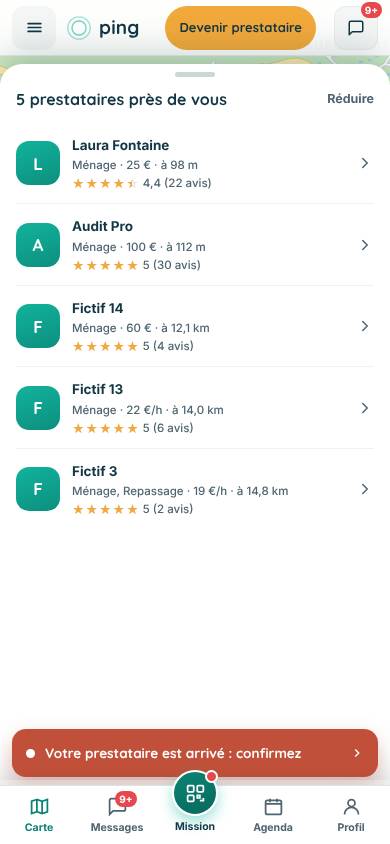 ping
Devenir prestataire
9+
5 prestataires près de vous
Réduire
L
Laura Fontaine
Ménage · 25 € · à 98 m
★★★★★ 4,4 (22 avis)
A
Audit Pro
Ménage · 100 € · à 112 m
★★★★★ 5 (30 avis)
F
Fictif 14
Ménage · 60 € · à 12,1 km
★★★★★ 5 (4 avis)
F
Fictif 13
Ménage · 22 €/h · à 14,0 km
★★★★★ 5 (6 avis)
F
Fictif 3
Ménage, Repassage · 19 €/h · à 14,8 km
★★★★★ 5 (2 avis)
Votre prestataire est arrivé : confirmez
9+
Carte
Messages
Mission
Agenda
Profil